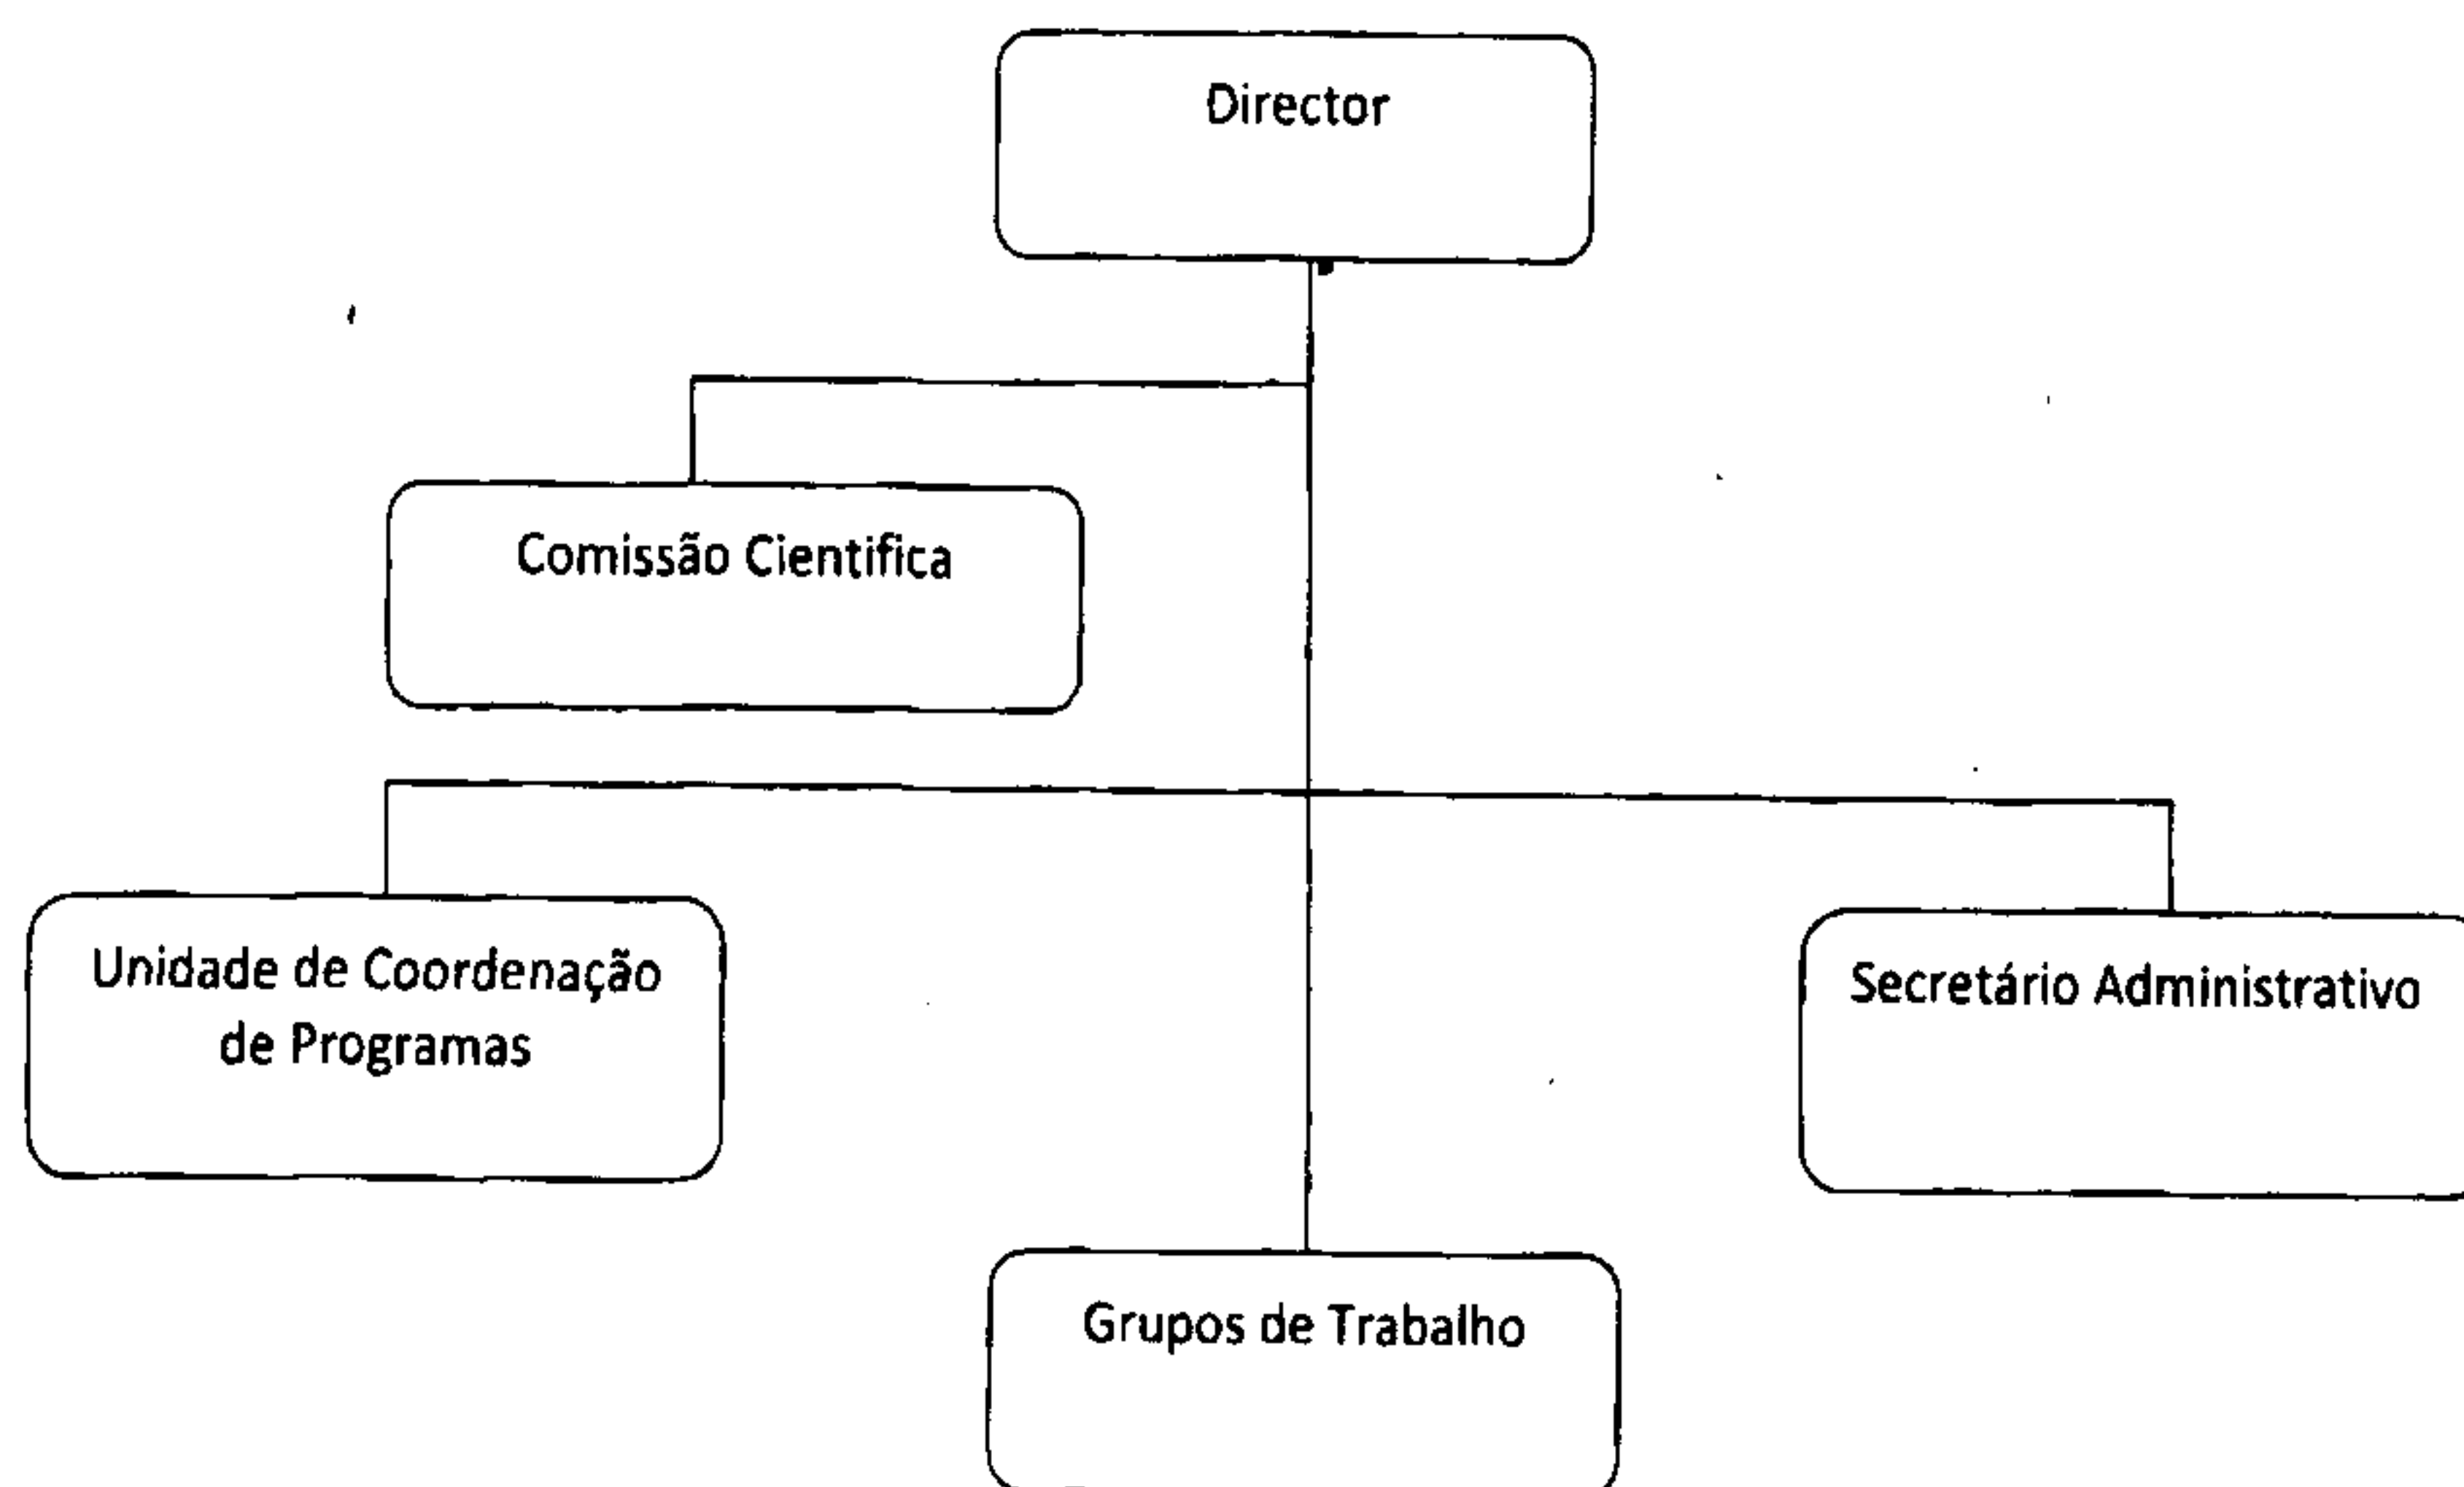 Director
Comissão Cientifica
Unidade de Coordenação
de Programas
Secretário Administrativo
Grupos de Trabalho